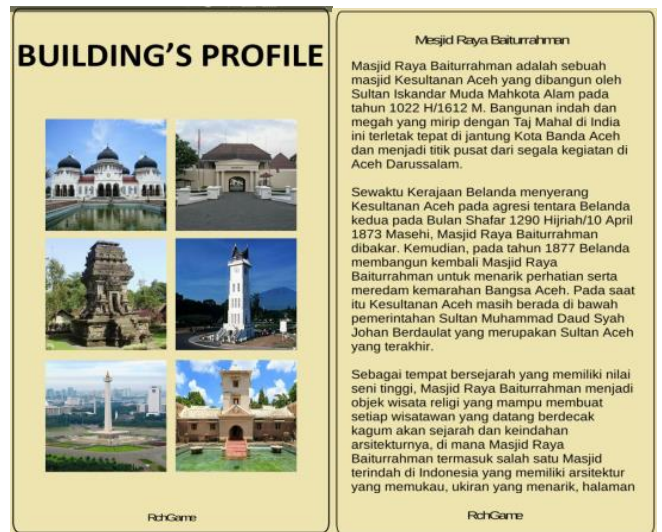 BUILDING'S PROFILE
RchGame
Mesjid Raya Baiturrahman
Masjid Raya Baiturrahman adalah sebuah
masjid Kesultanan Aceh yang dibangun oleh
Sultan Iskandar Muda Mahkota Alam pada
tahun 1022 H/1612 M. Bangunan indah dan
megah yang mirip dengan Taj Mahal di India
ini terletak tepat di jantung Kota Banda Aceh
dan menjadi titik pusat dari segala kegiatan di
Aceh Darussalam.
Sewaktu Kerajaan Belanda menyerang
Kesultanan Aceh pada agresi tentara Belanda
kedua pada Bulan Shafar 1290 Hijriah/10 April
1873 Masehi, Masjid Raya Baiturrahman
dibakar. Kemudian, pada tahun 1877 Belanda
membangun kembali Masjid Raya
Baiturrahman untuk menarik perhatian serta
meredam kemarahan Bangsa Aceh. Pada saat
itu Kesultanan Aceh masih berada di bawah
pemerintahan Sultan Muhammad Daud Syah
Johan Berdaulat yang merupakan Sultan Aceh
yang terakhir.
Sebagai tempat bersejarah yang memiliki nilai
seni tinggi, Masjid Raya Baiturrahman menjadi
objek wisata religi yang mampu membuat
setiap wisatawan yang datang berdecak
kagum akan sejarah dan keindahan
arsitekturnya, di mana Masjid Raya
Baiturrahman termasuk salah satu Masjid
terindah di Indonesia yang memiliki arsitektur
yang memukau, ukiran yang menarik, halaman
RchGame